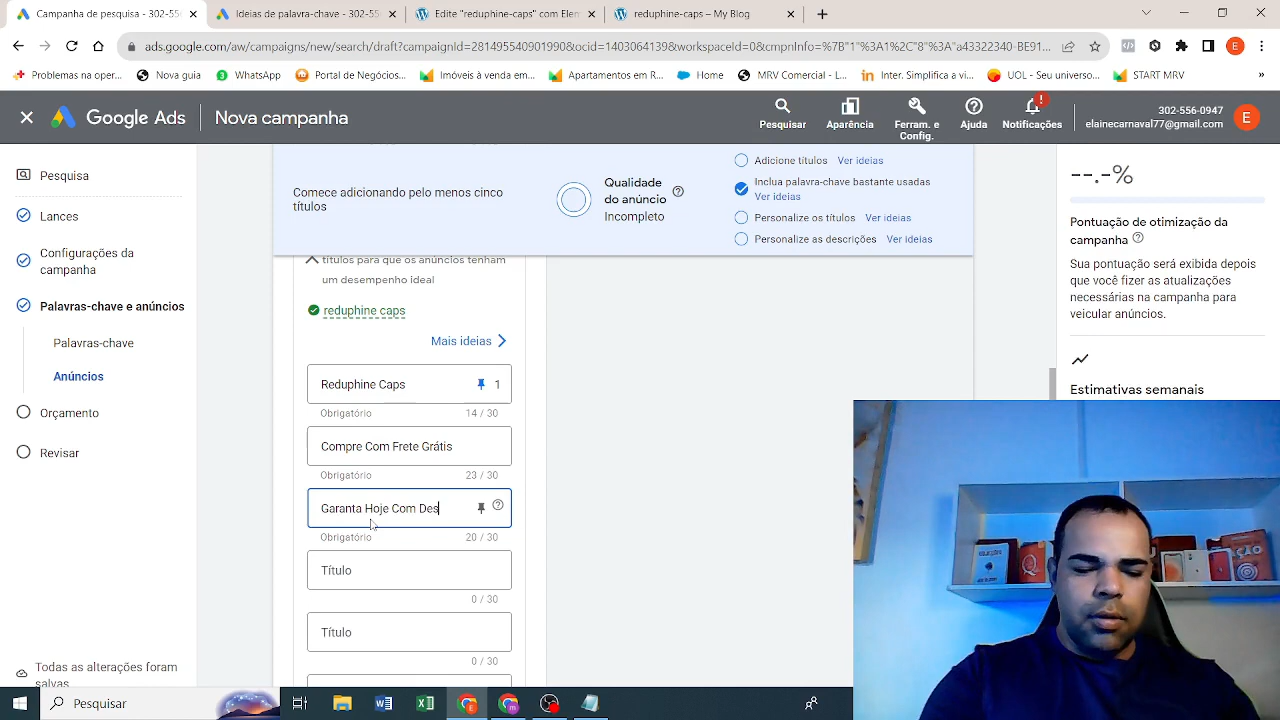 Campanha de pesquisa - 302-55
Ideias de palavra-chave - 302-55
Edite "reduphine-caps" com Elem
reduphine-caps – My Blog
ads.google.com/aw/campaigns/new/search/draft?campaignId=281495701990&ocid=1403064139&workspaceId=0&cmpnInfo=%7B"1"%3A1%2C"8"%3A
E
Problemas na oper...
Nova guia
WhatsApp
Portal de Negócios...
Imóveis à venda em...
Apartamentos em R...
Home
MRV Comercial - L...
Inter. Simplifica a vi...
UOL - Seu universo...
START MRV
»
Google Ads
Nova campanha
Pesquisar
Aparência
Ferram. e
Config.
Ajuda
Notificações
302-556-0947
elainecarnaval77@gmail.com
E
Pesquisa
Lances
Configurações da
campanha
Palavras-chave e anúncios
Palavras-chave
Anúncios
Orçamento
Revisar
Todas as alterações foram
salvas
Comece adicionando pelo menos cinco
títulos
Qualidade
do anúncio
Incompleto
Adicione títulos Ver ideias
Inclua palavra-chave bastante usadas
Ver ideias
Personalize os títulos Ver ideias
Personalize as descrições Ver ideias
títulos para que os anúncios tenham
um desempenho ideal
reduphine caps
Mais ideias
Reduphine Caps 1
Obrigatório 14 / 30
Compre Com Frete Grátis
Obrigatório 23 / 30
Garanta Hoje Com Des
Obrigatório 20 / 30
Título
0 / 30
Título
0 / 30
--.-%
Pontuação de otimização da
campanha
Sua pontuação será exibida depois
que você fizer as atualizações
necessárias na campanha para
veicular anúncios.
Estimativas semanais
Pesquisar